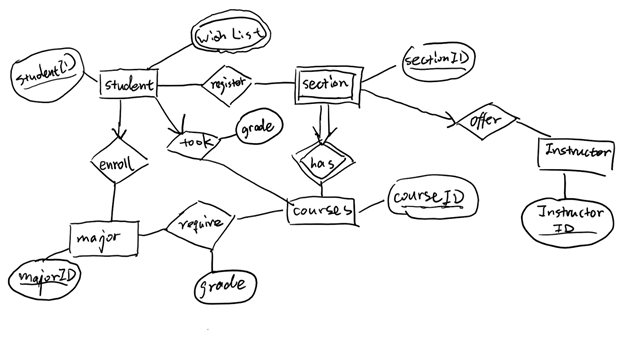 wish List
studentID
student
register
section
sectionID
offer
Instructor
Instructor
ID
took
grade
enroll
has
courses
courseID
major
require
majorID
grade